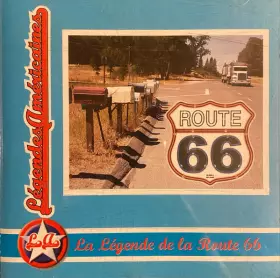 Légendes Américaines
ROUTE
66
L.A.
La Légende de la Route 66